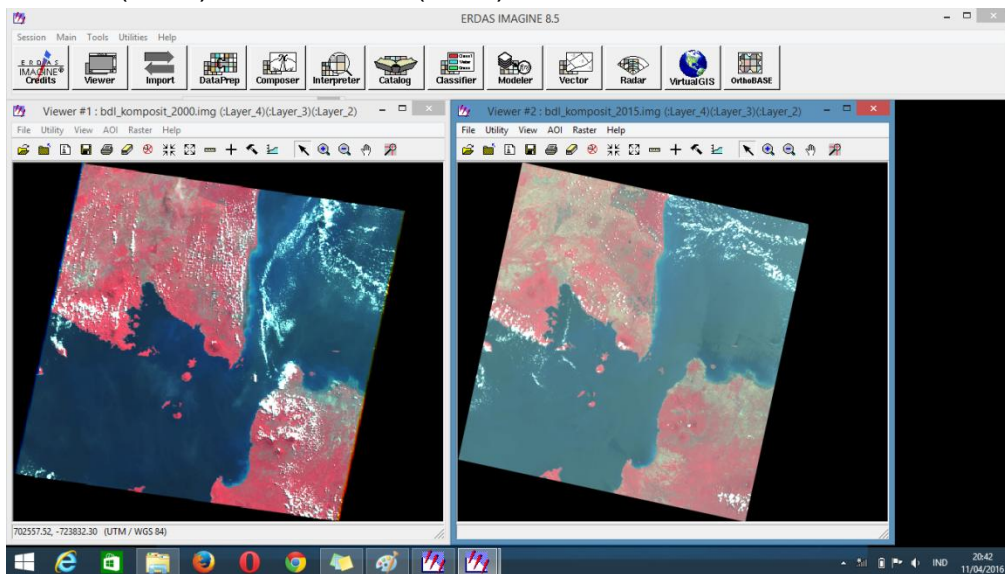 ERDAS IMAGINE 8.5
Session Main Tools Utilities Help
ERDAS
IMAGINE®
Credits Viewer Import DataPrep Composer Interpreter Catalog Classifier Modeler Vector Radar VirtualGIS OrthoBASE
Viewer #1 : bdl_komposit_2000.img (:Layer_4)(:Layer_3)(:Layer_2)
File Utility View AOI Raster Help
702557.52, -723832.30 (UTM / WGS 84)
Viewer #2 : bdl_komposit_2015.img (:Layer_4)(:Layer_3)(:Layer_2)
File Utility View AOI Raster Help
IND
20:42
11/04/2016